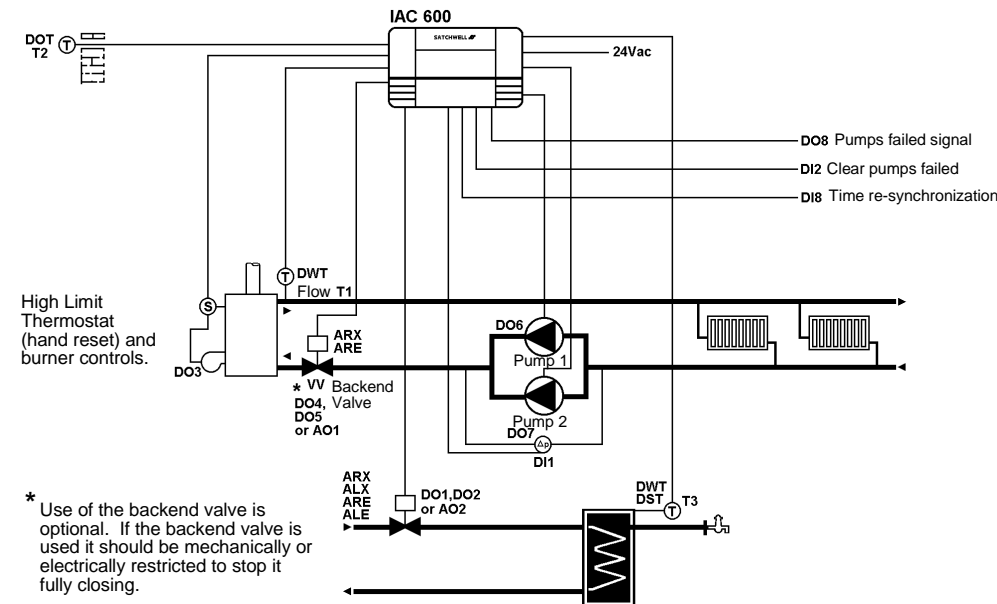 IAC 600
SATCHWELL
DOT
T2
T
24Vac
DO8 Pumps failed signal
DI2 Clear pumps failed
DI8 Time re-synchronization
T
DWT
Flow T1
High Limit
Thermostat
(hand reset) and
burner controls.
S
DO3
ARX
ARE
* VV Backend
Valve
DO4,
DO5
or AO1
DO6
Pump 1
Pump 2
DO7
Δp
DI1
ARX
ALX
ARE
ALE
DO1,DO2
or AO2
DWT
DST
T
T3
* Use of the backend valve is
optional. If the backend valve is
used it should be mechanically or
electrically restricted to stop it
fully closing.